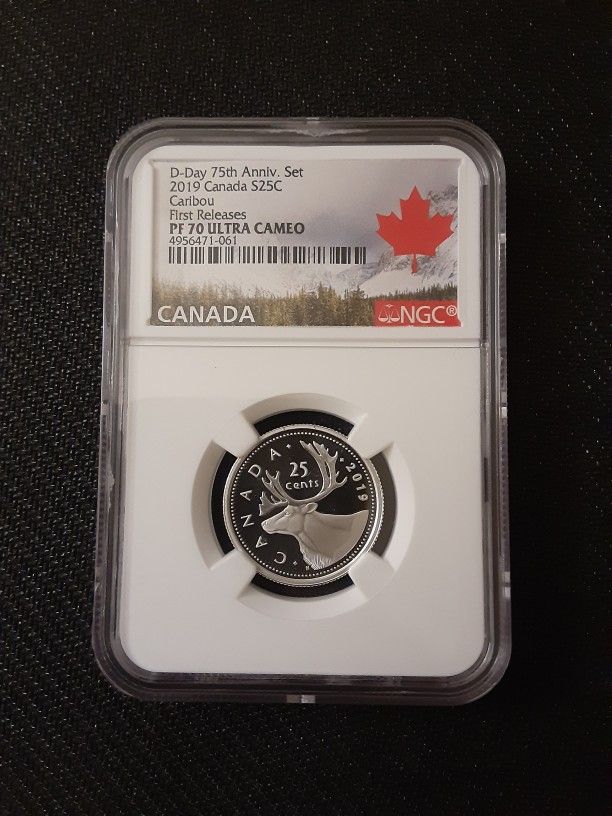 D-Day 75th Anniv. Set
2019 Canada S25C
Caribou
First Releases
PF 70 ULTRA CAMEO
4956471-061
CANADA
NGC®
25
cents
CANADA
2019